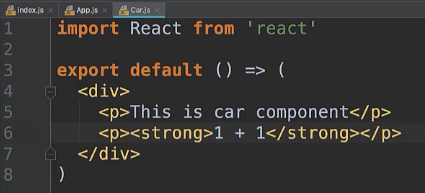 index.js × App.js × Car.js ×
1 import React from 'react'
2
3 export default () => (
4   <div>
5     <p>This is car component</p>
6     <p><strong>1 + 1</strong></p>
7   </div>
8 )